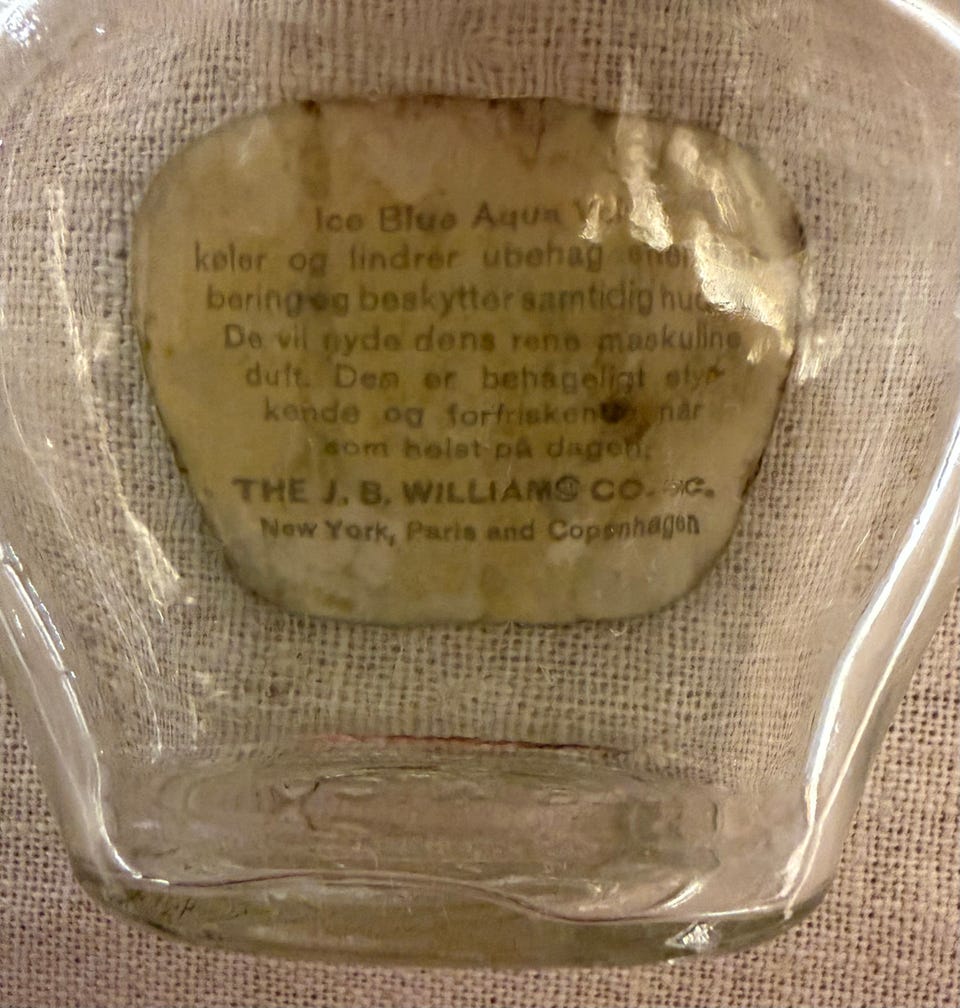 Ice Blue Aqua
køler og lindrer ubehag
bering og beskytter samtidig
De vil nyde dens rene maskuline
duft. Den er behageligt styr-
kende og forfriskende når
som helst på dagen.
THE J. B. WILLIAMS CO.
New York, Paris and Copenhagen